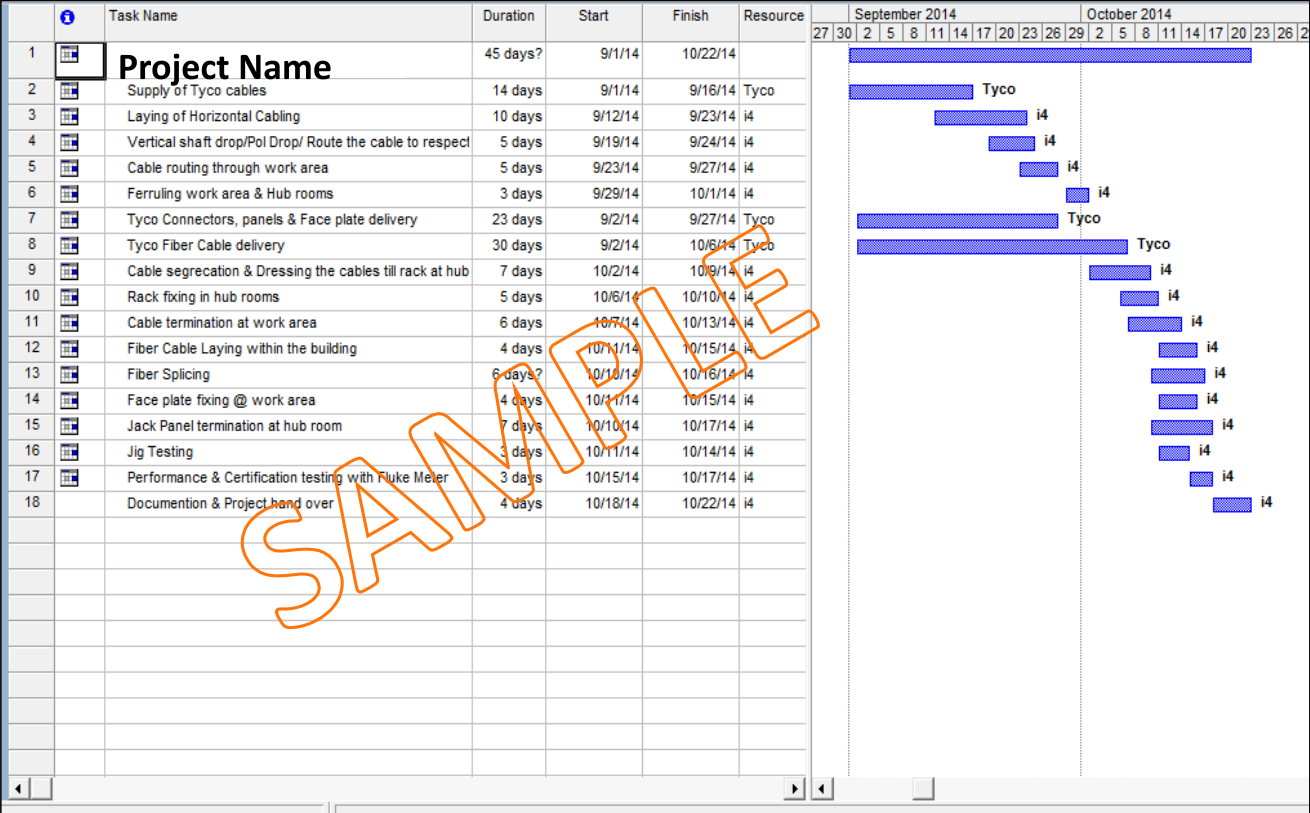 Task Name Duration Start Finish Resource
September 2014 October 2014
27 30 2 5 8 11 14 17 20 23 26 29 2 5 8 11 14 17 20 23 26 2
1 Project Name 45 days? 9/1/14 10/22/14
2 Supply of Tyco cables 14 days 9/1/14 9/16/14 Tyco Tyco
3 Laying of Horizontal Cabling 10 days 9/12/14 9/23/14 i4 i4
4 Vertical shaft drop/Pol Drop/ Route the cable to respect 5 days 9/19/14 9/24/14 i4 i4
5 Cable routing through work area 5 days 9/23/14 9/27/14 i4 i4
6 Ferruling work area & Hub rooms 3 days 9/29/14 10/1/14 i4 i4
7 Tyco Connectors, panels & Face plate delivery 23 days 9/2/14 9/27/14 Tyco Tyco
8 Tyco Fiber Cable delivery 30 days 9/2/14 10/6/14 Tyco Tyco
9 Cable segrecation & Dressing the cables till rack at hub 7 days 10/2/14 10/9/14 i4 i4
10 Rack fixing in hub rooms 5 days 10/6/14 10/10/14 i4 i4
11 Cable termination at work area 6 days 10/7/14 10/13/14 i4 i4
12 Fiber Cable Laying within the building 4 days 10/11/14 10/15/14 i4 i4
13 Fiber Splicing 6 days? 10/10/14 10/16/14 i4 i4
14 Face plate fixing @ work area 4 days 10/11/14 10/15/14 i4 i4
15 Jack Panel termination at hub room 7 days 10/10/14 10/17/14 i4 i4
16 Jig Testing 3 days 10/11/14 10/14/14 i4 i4
17 Performance & Certification testing with Fluke Meter 3 days 10/15/14 10/17/14 i4 i4
18 Documention & Project hand over 4 days 10/18/14 10/22/14 i4 i4
SAMPLE